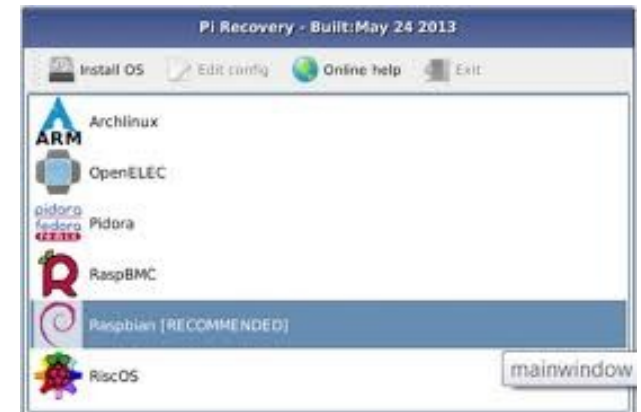 Pi Recovery - Built:May 24 2013
Install OS Edit config Online help Exit
ARM Archlinux
OpenELEC
pidora
fedora Pidora
REMIX
RaspBMC
Raspbian [RECOMMENDED]
RiscOS
mainwindow